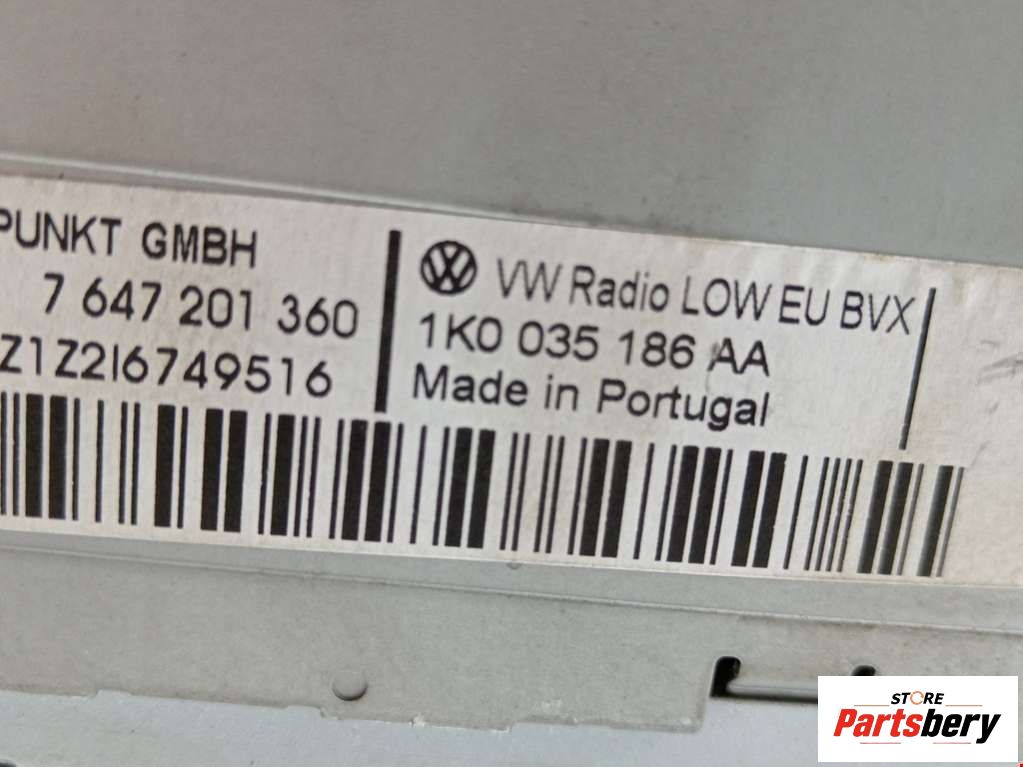 PUNKT GMBH
7 647 201 360
Z1Z2I6749516
VW Radio LOW EU BVX
1K0 035 186 AA
Made in Portugal
STORE
Partsbery